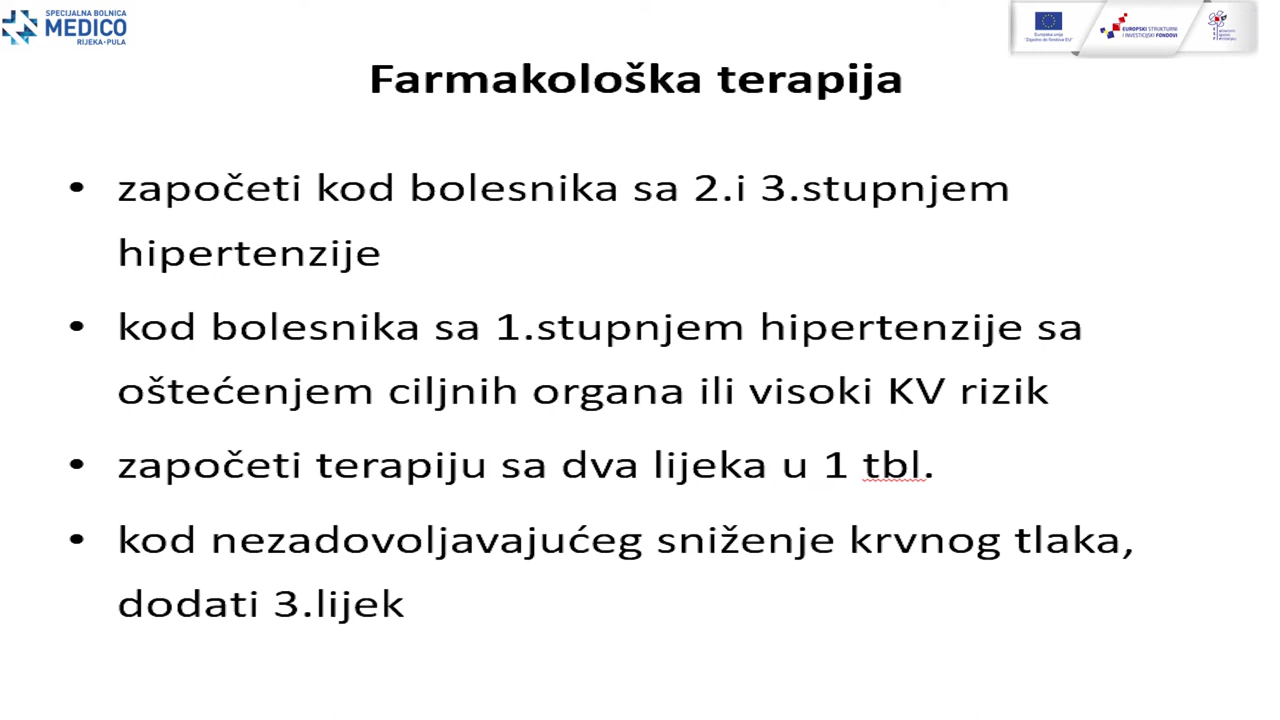 SPECIJALNA BOLNICA
MEDICO
RIJEKA•PULA
EUROPSKI STRUKTURNI
I INVESTICIJSKI FONDOVI
Farmakološka terapija
• započeti kod bolesnika sa 2.i 3.stupnjem
hipertenzije
• kod bolesnika sa 1.stupnjem hipertenzije sa
oštećenjem ciljnih organa ili visoki KV rizik
• započeti terapiju sa dva lijeka u 1 tbl.
• kod nezadovoljavajućeg sniženje krvnog tlaka,
dodati 3.lijek